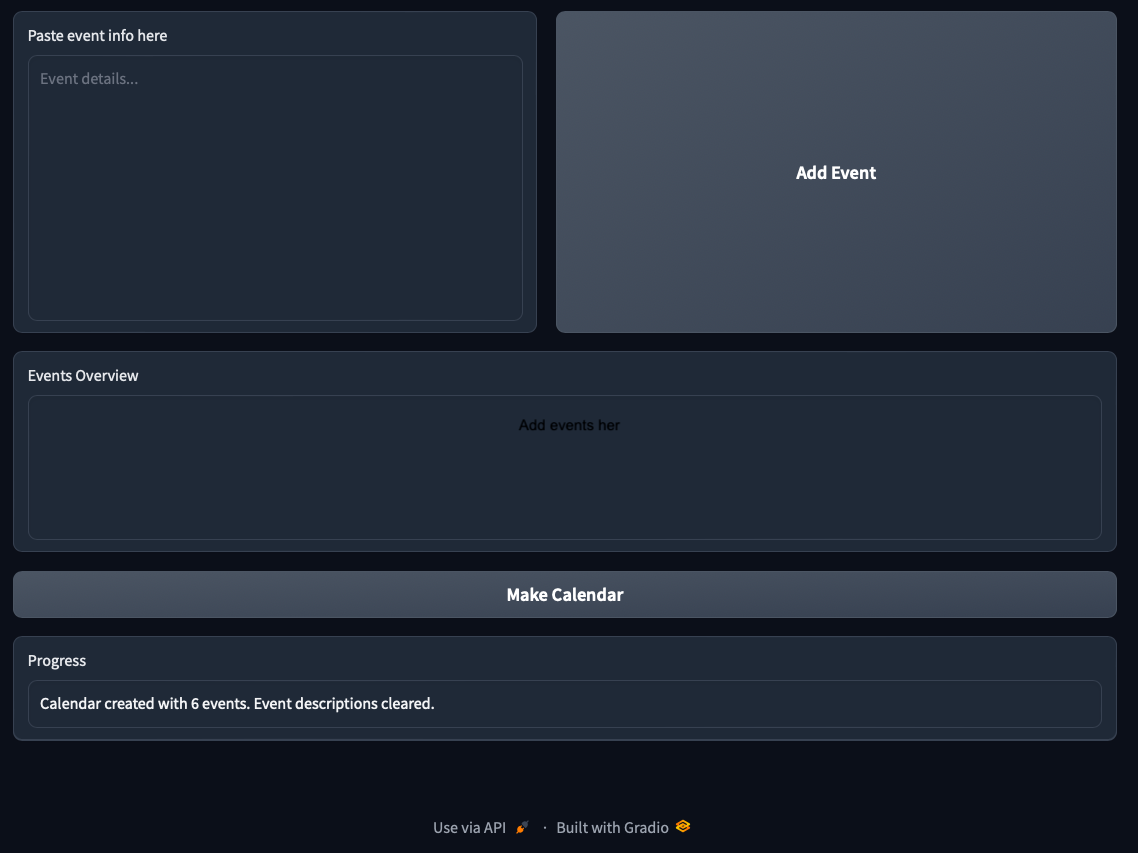 Paste event info here
Event details...
Add Event
Events Overview
Add events her
Make Calendar
Progress
Calendar created with 6 events. Event descriptions cleared.
Use via API · Built with Gradio